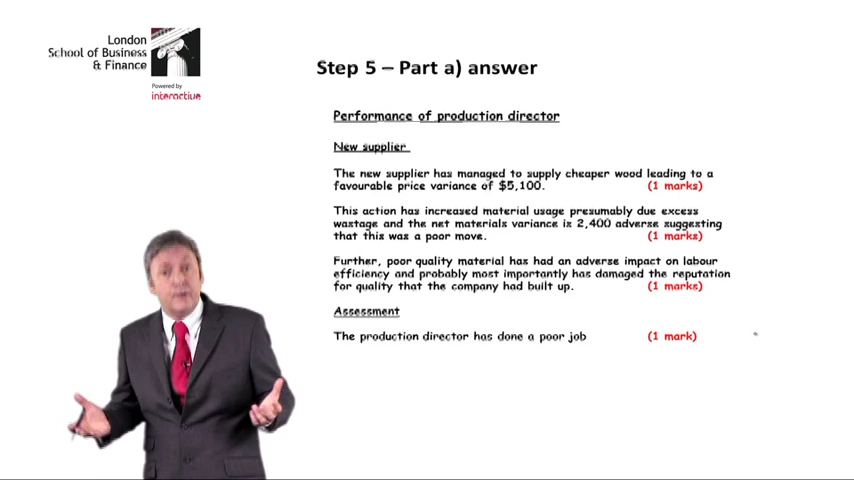 London
School of Business
& Finance
Powered by
interactive
Step 5 – Part a) answer
Performance of production director
New supplier
The new supplier has managed to supply cheaper wood leading to a
favourable price variance of $5,100. (1 marks)
This action has increased material usage presumably due excess
wastage and the net materials variance is 2,400 adverse suggesting
that this was a poor move. (1 marks)
Further, poor quality material has had an adverse impact on labour
efficiency and probably most importantly has damaged the reputation
for quality that the company had built up. (1 marks)
Assessment
The production director has done a poor job (1 mark)